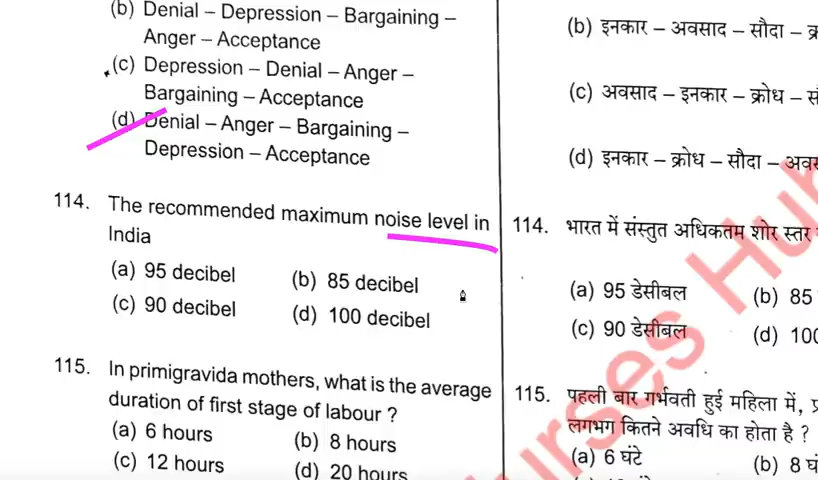 (b) Denial – Depression – Bargaining –
Anger – Acceptance
(c) Depression – Denial – Anger –
Bargaining – Acceptance
(d) Denial – Anger – Bargaining –
Depression – Acceptance
114. The recommended maximum noise level in
India
(a) 95 decibel (b) 85 decibel
(c) 90 decibel (d) 100 decibel
115. In primigravida mothers, what is the average
duration of first stage of labour ?
(a) 6 hours (b) 8 hours
(c) 12 hours (d) 20 hours
(b) इनकार – अवसाद – सौदा –
(c) अवसाद – इनकार – क्रोध –
(d) इनकार – क्रोध – सौदा –
114. भारत में संस्तुत अधिकतम शोर स्तर
(a) 95 डेसीबल (b) 85
(c) 90 डेसीबल (d) 100
115. पहली बार गर्भवती हुई महिला में,
लगभग कितने अवधि का होता है ?
(a) 6 घंटे (b) 8